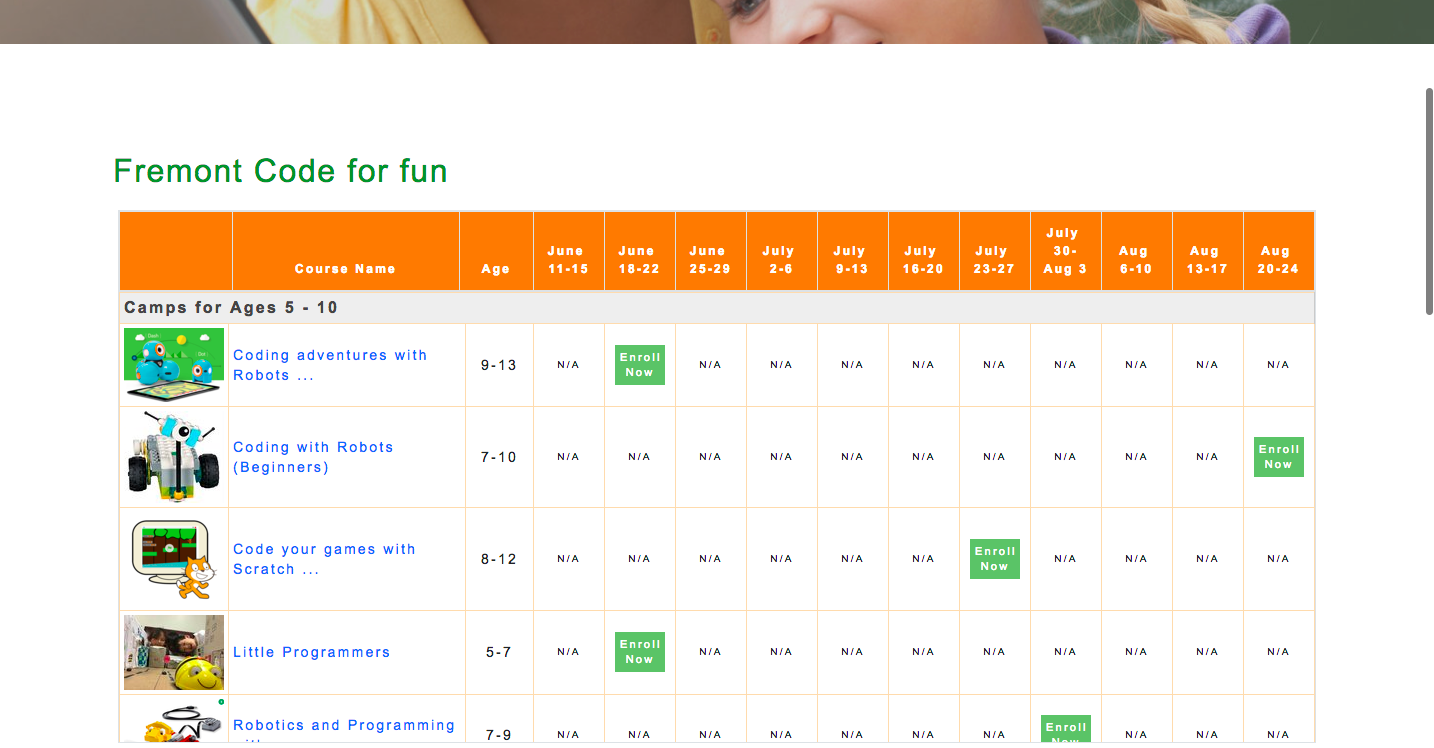 Fremont Code for fun
Course Name Age June 11-15 June 18-22 June 25-29 July 2-6 July 9-13 July 16-20 July 23-27 July 30- Aug 3 Aug 6-10 Aug 13-17 Aug 20-24
Camps for Ages 5 - 10
Coding adventures with Robots ... 9-13 N/A Enroll Now N/A N/A N/A N/A N/A N/A N/A N/A N/A
Coding with Robots (Beginners) 7-10 N/A N/A N/A N/A N/A N/A N/A N/A N/A N/A Enroll Now
Code your games with Scratch ... 8-12 N/A N/A N/A N/A N/A N/A Enroll Now N/A N/A N/A N/A
Little Programmers 5-7 N/A Enroll Now N/A N/A N/A N/A N/A N/A N/A N/A N/A
Robotics and Programming 7-9 N/A N/A N/A N/A N/A N/A N/A Enroll Now N/A N/A N/A